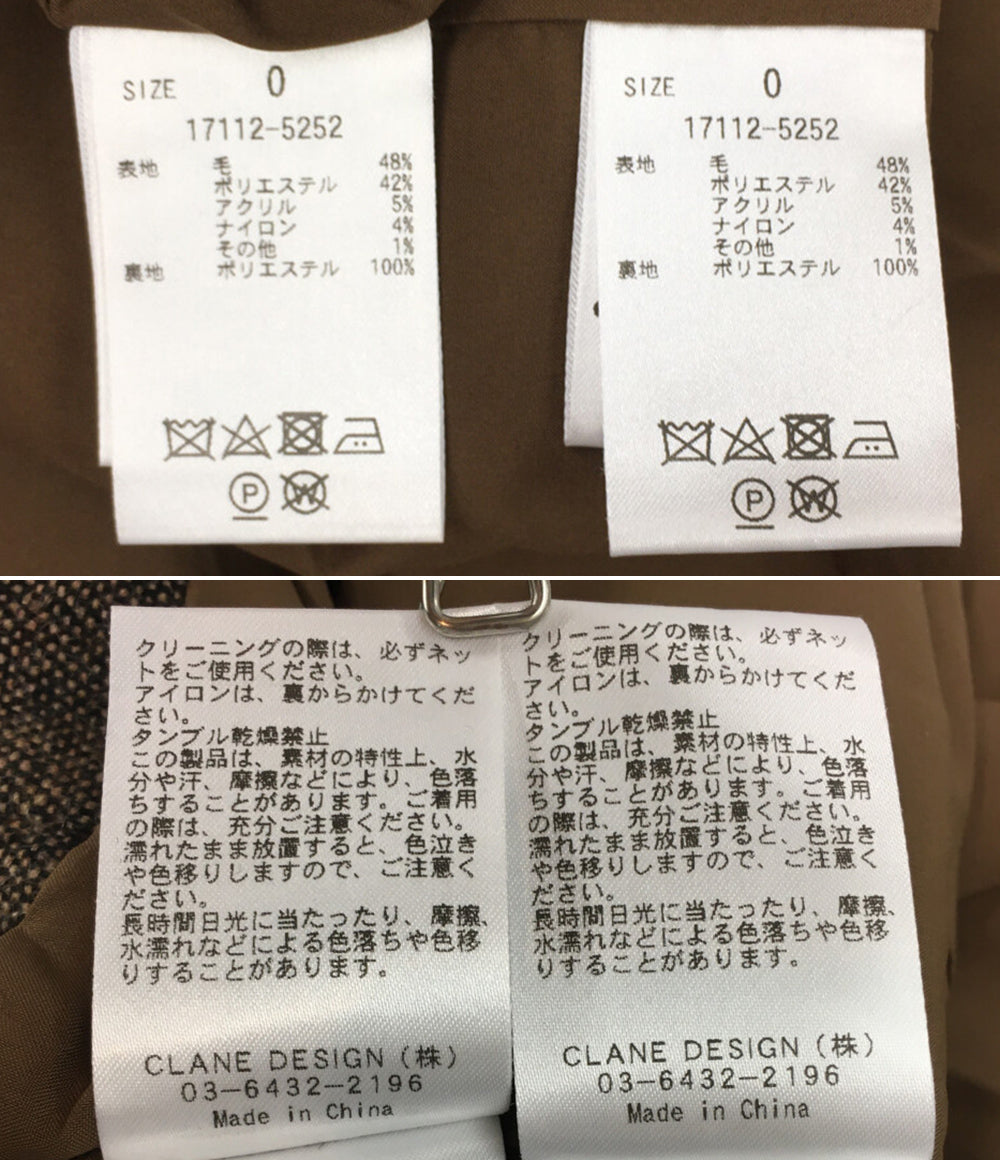 SIZE 0
17112-5252
表地 毛 48%
ポリエステル 42%
アクリル 5%
ナイロン 4%
その他 1%
裏地 ポリエステル 100%
P
W
SIZE 0
17112-5252
表地 毛 48%
ポリエステル 42%
アクリル 5%
ナイロン 4%
その他 1%
裏地 ポリエステル 100%
P
W
クリーニングの際は、必ずネッ
トをご使用ください。
アイロンは、裏からかけてくだ
さい。
タンブル乾燥禁止
この製品は、素材の特性上、水
分や汗、摩擦などにより、色落
ちすることがあります。ご着用
の際は、充分ご注意ください。
濡れたまま放置すると、色泣き
や色移りしますので、ご注意く
ださい。
長時間日光に当たったり、摩擦、
水濡れなどによる色落ちや色移
りすることがあります。
CLANE DESIGN(株)
03-6432-2196
Made in China
クリーニングの際は、必ずネッ
トをご使用ください。
アイロンは、裏からかけてくだ
さい。
タンブル乾燥禁止
この製品は、素材の特性上、水
分や汗、摩擦などにより、色落
ちすることがあります。ご着用
の際は、充分ご注意ください。
濡れたまま放置すると、色泣き
や色移りしますので、ご注意く
ださい。
長時間日光に当たったり、摩擦、
水濡れなどによる色落ちや色移
りすることがあります。
CLANE DESIGN(株)
03-6432-2196
Made in China